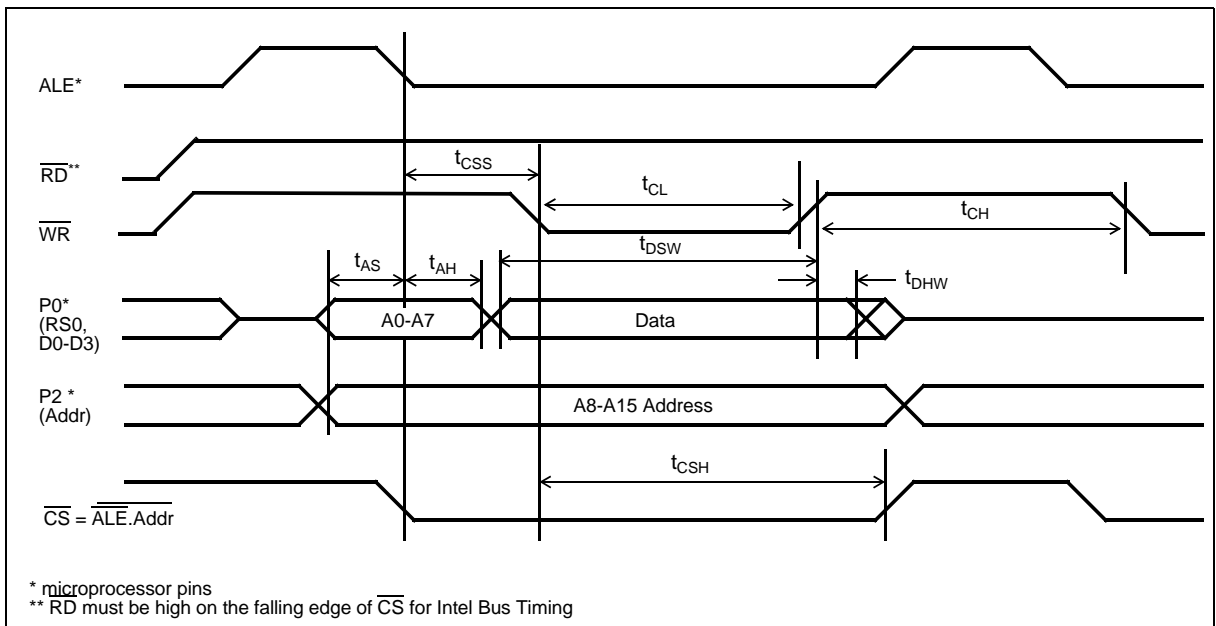 ALE*
RD**
tCSS
tCL
WR
tCH
tDSW
tAS
tAH
tDHW
P0*
(RS0,
D0-D3)
A0-A7
Data
P2 *
(Addr)
A8-A15 Address
tCSH
CS = ALE.Addr
* microprocessor pins
** RD must be high on the falling edge of CS for Intel Bus Timing